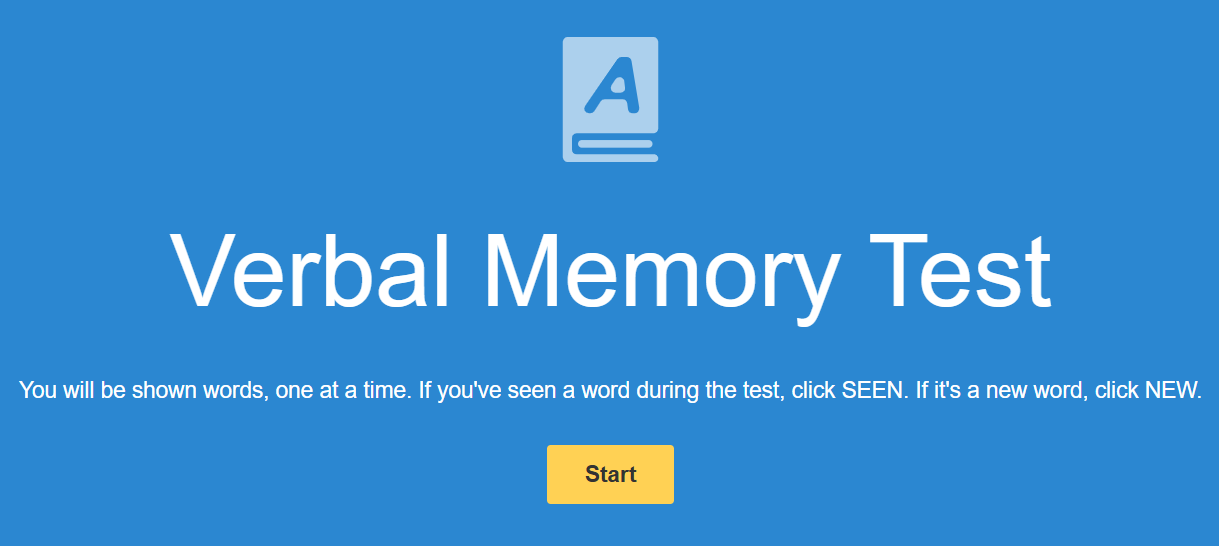 A
Verbal Memory Test
You will be shown words, one at a time. If you've seen a word during the test, click SEEN. If it's a new word, click NEW.
Start